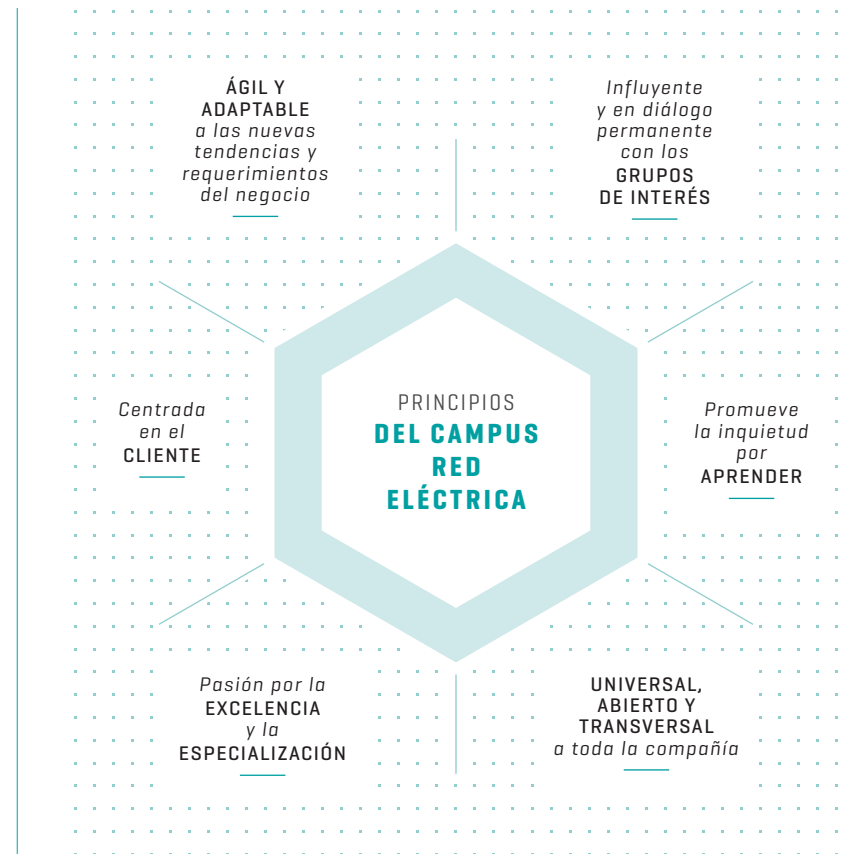 ÁGIL Y
ADAPTABLE
a las nuevas
tendencias y
requerimientos
del negocio
Influyente
y en diálogo
permanente
con los
GRUPOS
DE INTERÉS
Centrada
en el
CLIENTE
PRINCIPIOS
DEL CAMPUS
RED
ELÉCTRICA
Promueve
la inquietud
por
APRENDER
Pasión por la
EXCELENCIA
y la
ESPECIALIZACIÓN
UNIVERSAL,
ABIERTO Y
TRANSVERSAL
a toda la compañía